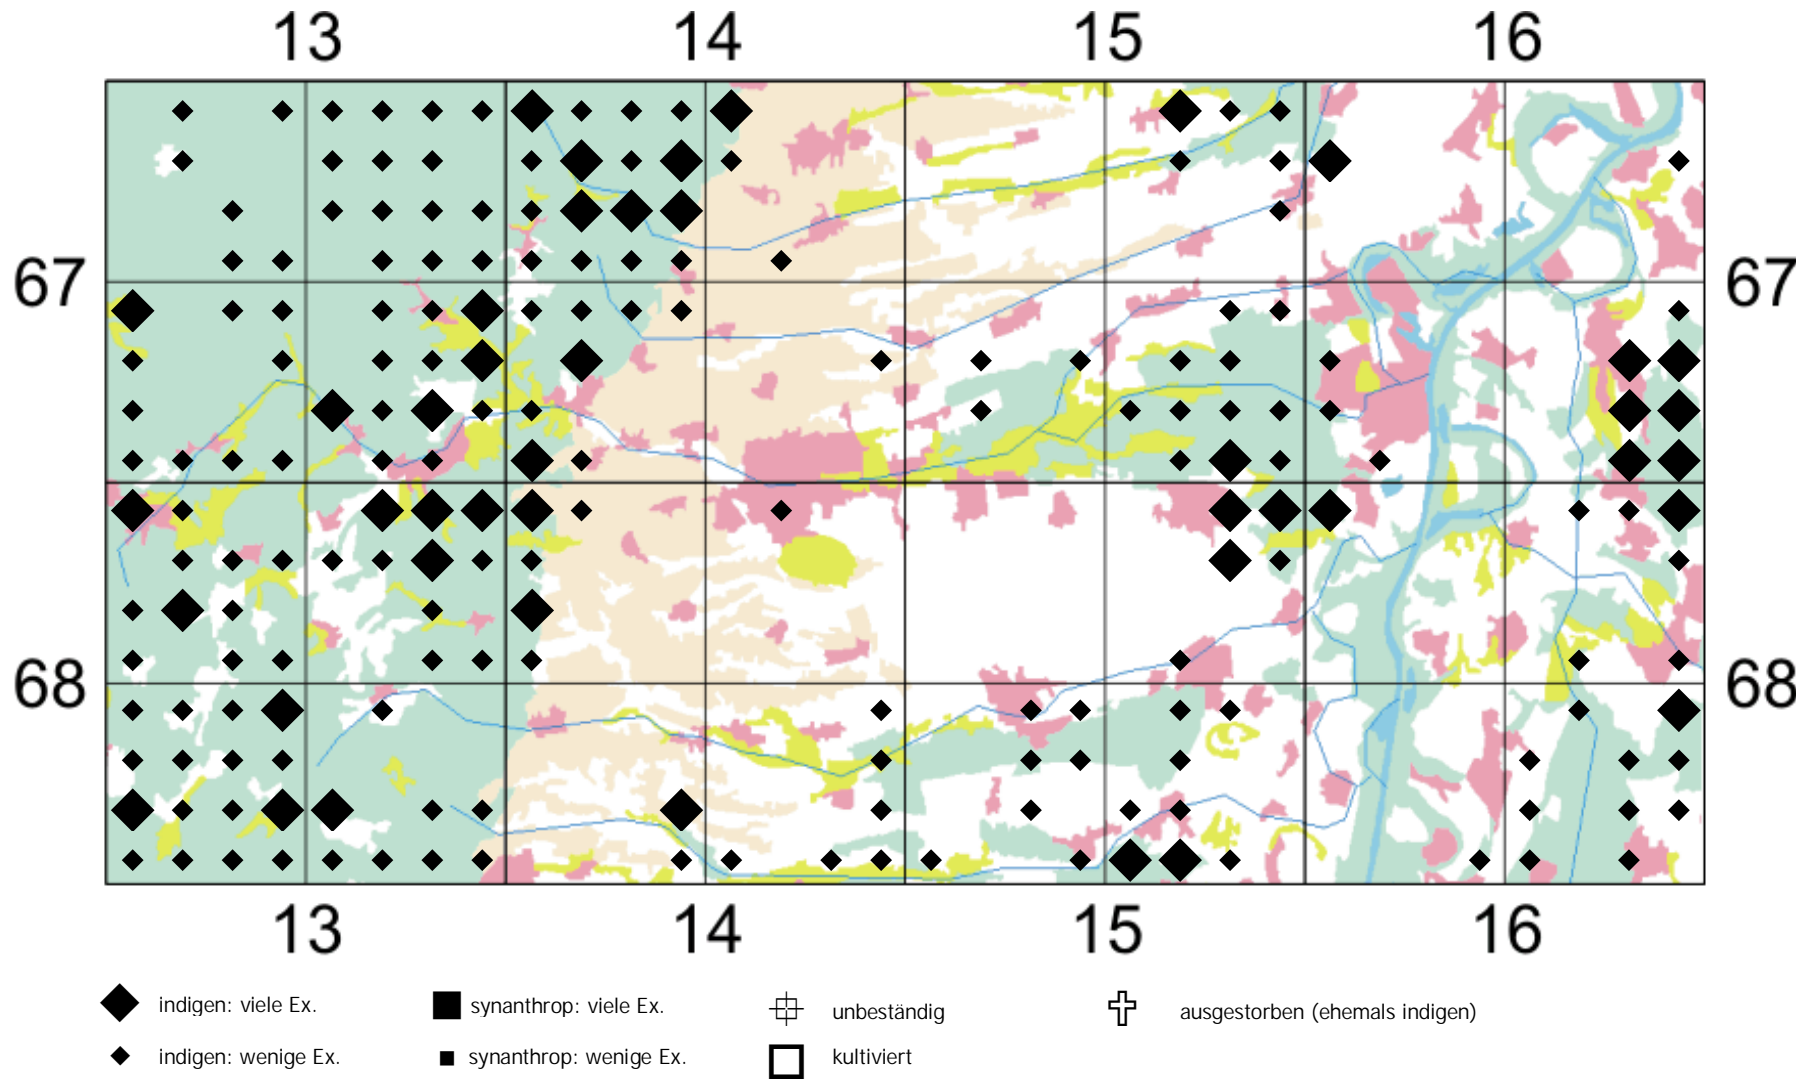 13 14 15 16
67 67
68 68
13 14 15 16
indigen: viele Ex. synanthrop: viele Ex. unbeständig ausgestorben (ehemals indigen)
indigen: wenige Ex. synanthrop: wenige Ex. kultiviert